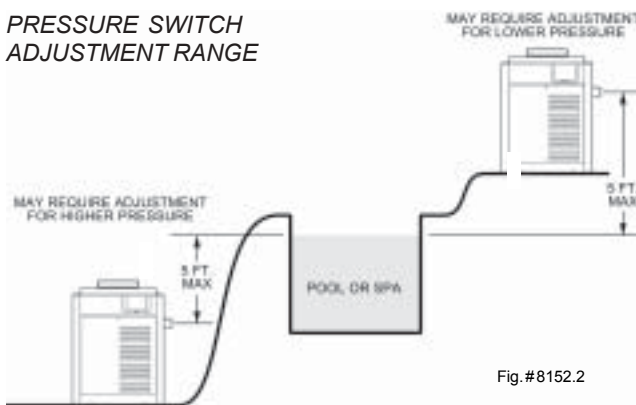 PRESSURE SWITCH
ADJUSTMENT RANGE
MAY REQUIRE ADJUSTMENT
FOR LOWER PRESSURE
5 FT.
MAX
MAY REQUIRE ADJUSTMENT
FOR HIGHER PRESSURE
5 FT.
MAX
POOL OR SPA
Fig.#8152.2